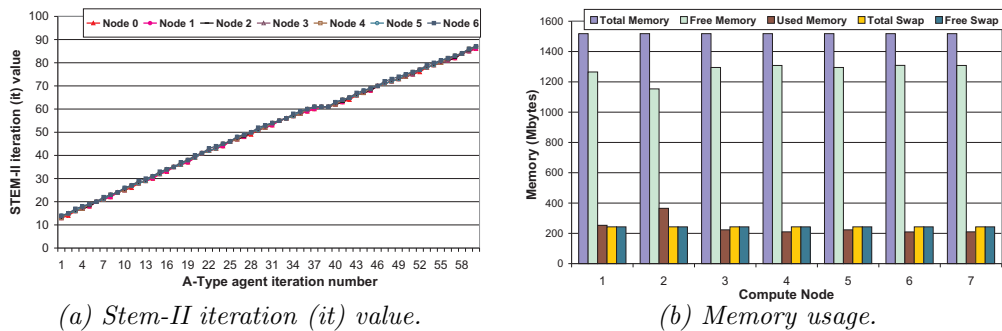 Node 0 Node 1 Node 2 Node 3 Node 4 Node 5 Node 6
100
90
80
70
60
50
40
30
20
10
0
STEM-II iteration (it) value
1 4 7 10 13 16 19 22 25 28 31 34 37 40 43 46 49 52 55 58
A-Type agent iteration number
(a) Stem-II iteration (it) value.
Total Memory Free Memory Used Memory Total Swap Free Swap
1600
1400
1200
1000
800
600
400
200
0
Memory (Mbytes)
1 2 3 4 5 6 7
Compute Node
(b) Memory usage.